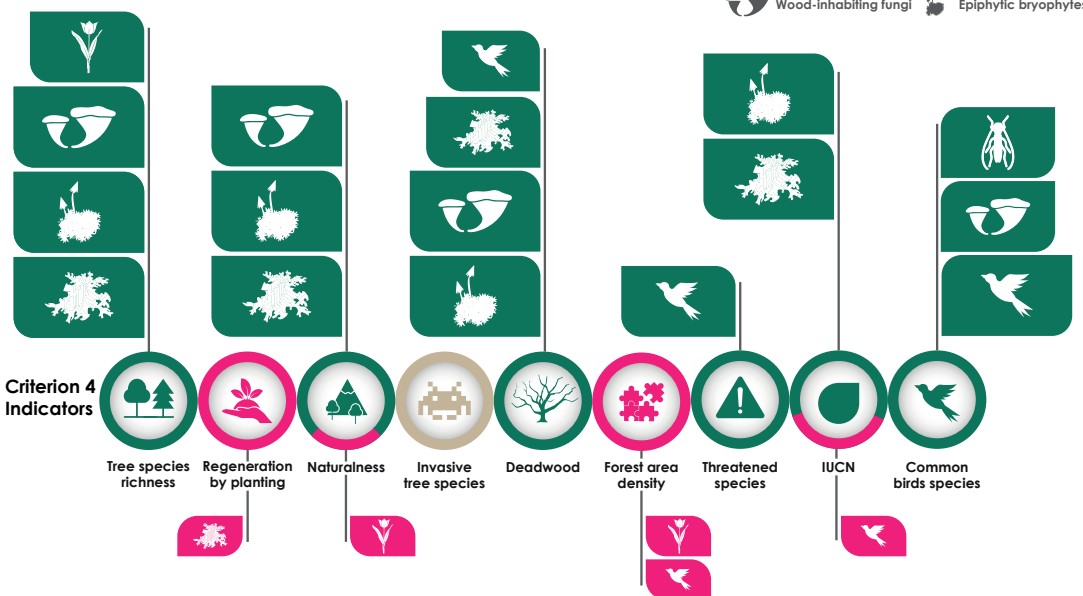 Wood-inhabiting fungi
Epiphytic bryophytes
Criterion 4
Indicators
Tree species
richness
Regeneration
by planting
Naturalness
Invasive
tree species
Deadwood
Forest area
density
Threatened
species
IUCN
Common
birds species